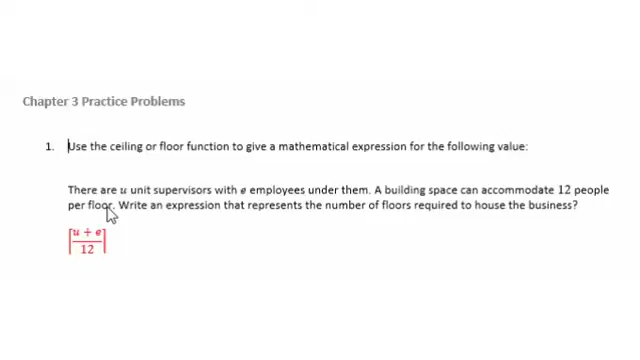 Chapter 3 Practice Problems
1. Use the ceiling or floor function to give a mathematical expression for the following value:
There are u unit supervisors with e employees under them. A building space can accommodate 12 people
per floor. Write an expression that represents the number of floors required to house the business?
⌈(u + e)/12⌉